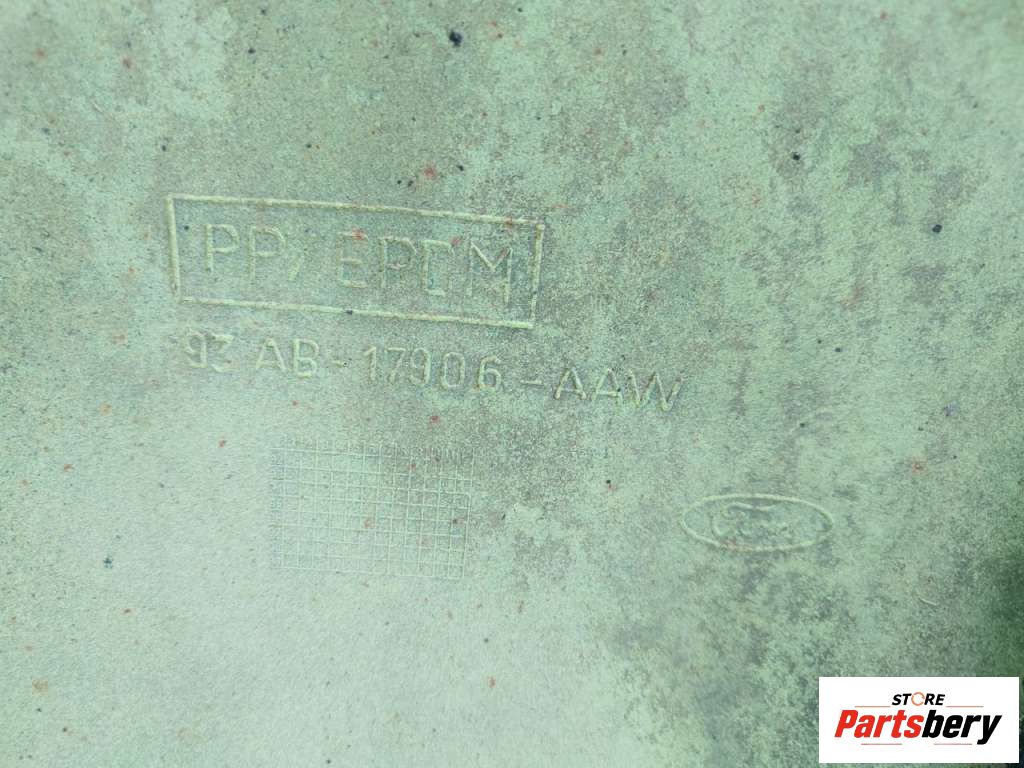 PP/EPDM
93AB-17906-AAW
Ford
STORE
Partsbery